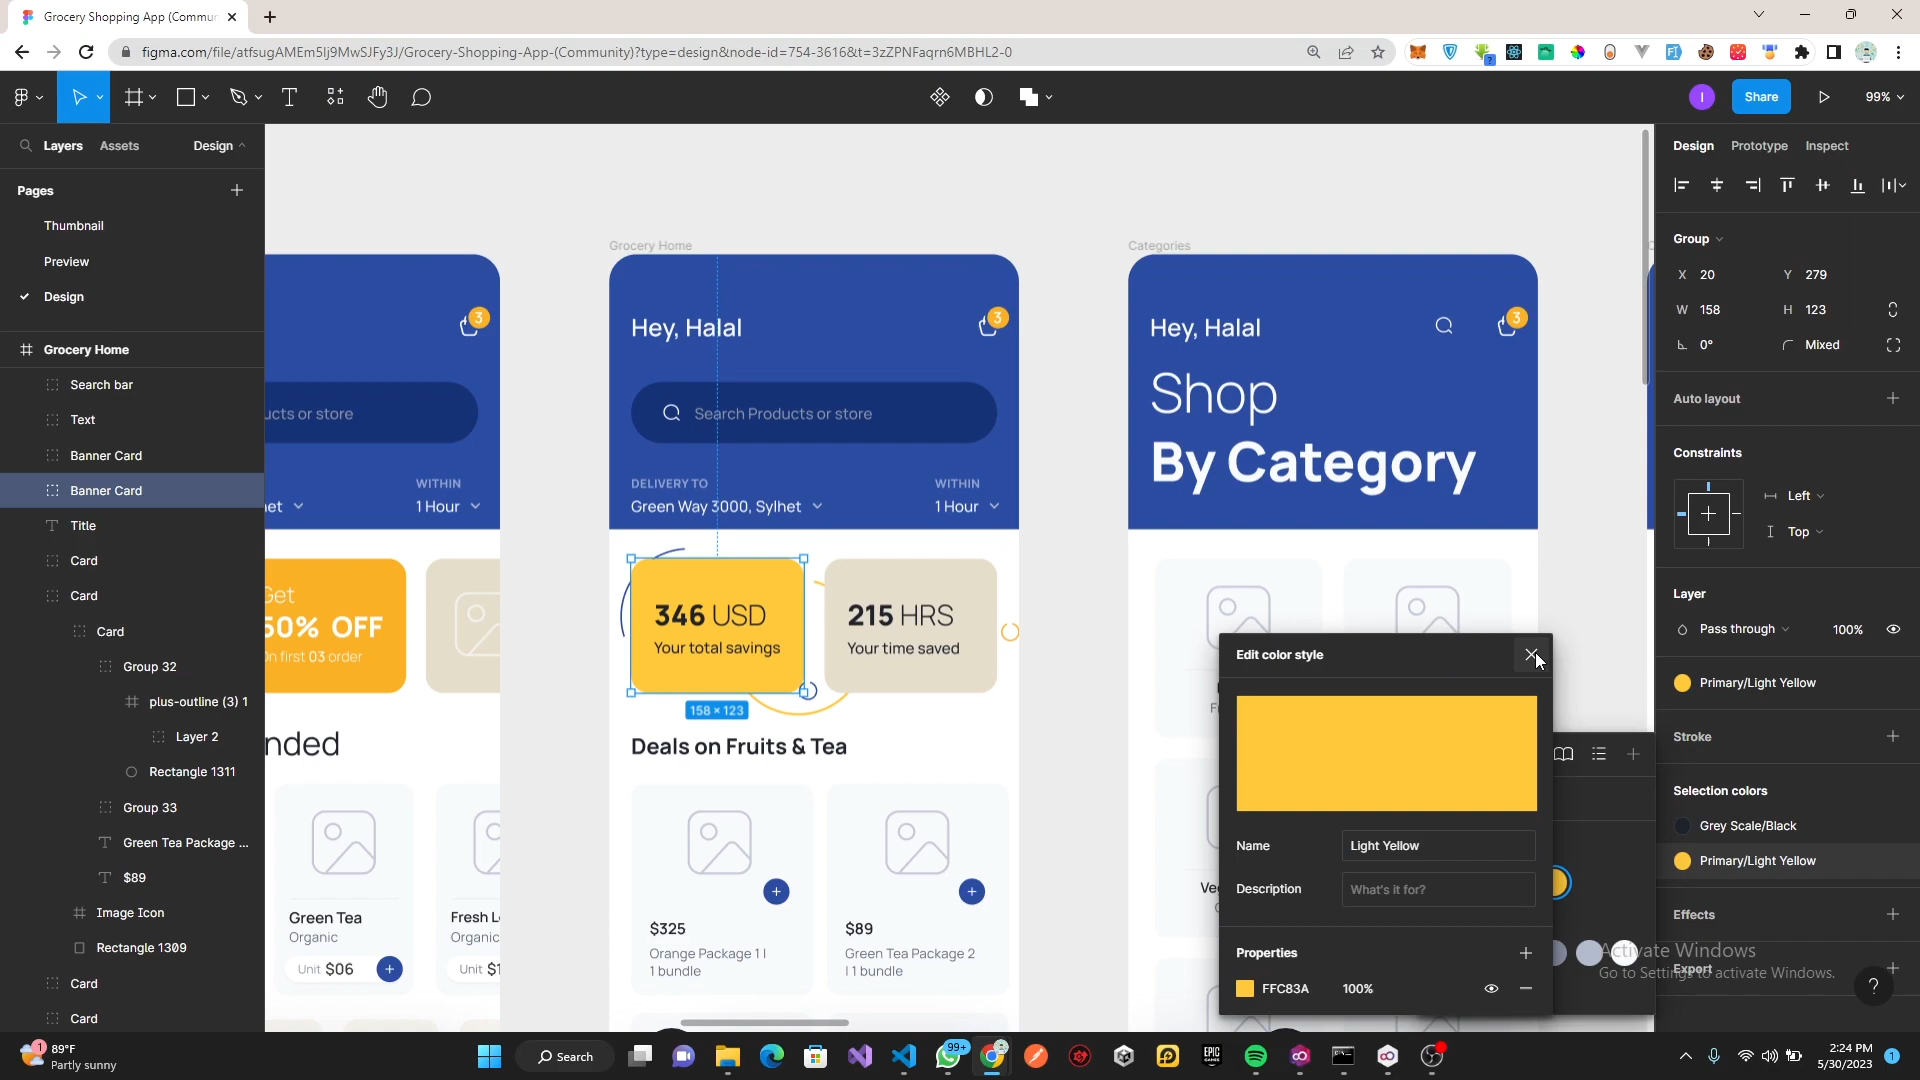 Grocery Shopping App (Commun
figma.com/file/atfsugAMEm5lj9MwSJFy3J/Grocery-Shopping-App-(Community)?type=design&node-id=754-3616&t=3zZPNFaqrn6MBHL2-0
I
Share
99%
Layers
Assets
Design
Pages
Thumbnail
Preview
Design
Grocery Home
Search bar
Text
Banner Card
Banner Card
Title
Card
Card
Card
Group 32
plus-outline (3) 1
Layer 2
Rectangle 1311
Group 33
Green Tea Package ...
$89
Image Icon
Rectangle 1309
Card
Card
3
ucts or store
WITHIN
1 Hour
Get
50% OFF
On first 03 order
nded
Green Tea
Organic
Unit $06
Fresh
Organic
Unit
Grocery Home
Hey, Halal
3
Search Products or store
DELIVERY TO
Green Way 3000, Sylhet
WITHIN
1 Hour
346 USD
Your total savings
215 HRS
Your time saved
158 × 123
Deals on Fruits & Tea
$325
Orange Package 1 |
1 bundle
$89
Green Tea Package 2
| 1 bundle
Categories
Hey, Halal
3
Shop
By Category
Edit color style
Name
Light Yellow
Description
What's it for?
Properties
FFC83A
100%
Design
Prototype
Inspect
Group
X 20
Y 279
W 158
H 123
0°
Mixed
Auto layout
Constraints
Left
Top
Layer
Pass through
100%
Primary/Light Yellow
Stroke
Selection colors
Grey Scale/Black
Primary/Light Yellow
Effects
Export
Activate Windows
Go to Settings to activate Windows.
?
1
89°F
Partly sunny
Search
99+
EPIC
GAMES
2:24 PM
5/30/2023
1